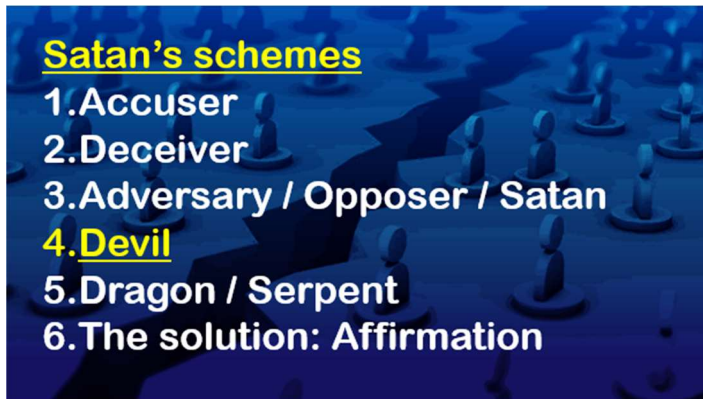 Satan’s schemes
1.Accuser
2.Deceiver
3.Adversary / Opposer / Satan
4.Devil
5.Dragon / Serpent
6.The solution: Affirmation